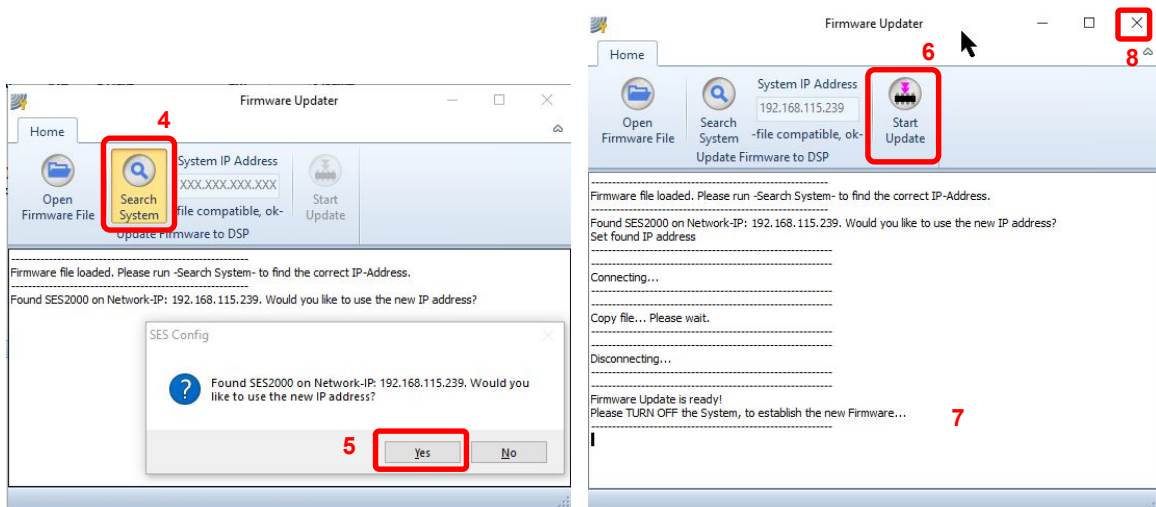 Firmware Updater
4
Home
Open
Firmware File
Search
System
System IP Address
XXX.XXX.XXX.XXX
-file compatible, ok-
Start
Update
Update Firmware to DSP
Firmware file loaded. Please run -Search System- to find the correct IP-Address.
Found SES2000 on Network-IP: 192.168.115.239. Would you like to use the new IP address?
SES Config
Found SES2000 on Network-IP: 192.168.115.239. Would you
like to use the new IP address?
5
Yes
No
Firmware Updater
8
6
Home
Open
Firmware File
Search
System
System IP Address
192.168.115.239
-file compatible, ok-
Start
Update
Update Firmware to DSP
Firmware file loaded. Please run -Search System- to find the correct IP-Address.
Found SES2000 on Network-IP: 192.168.115.239. Would you like to use the new IP address?
Set found IP address
Connecting...
Copy file... Please wait.
Disconnecting...
Firmware Update is ready!
Please TURN OFF the System, to establish the new Firmware...
7